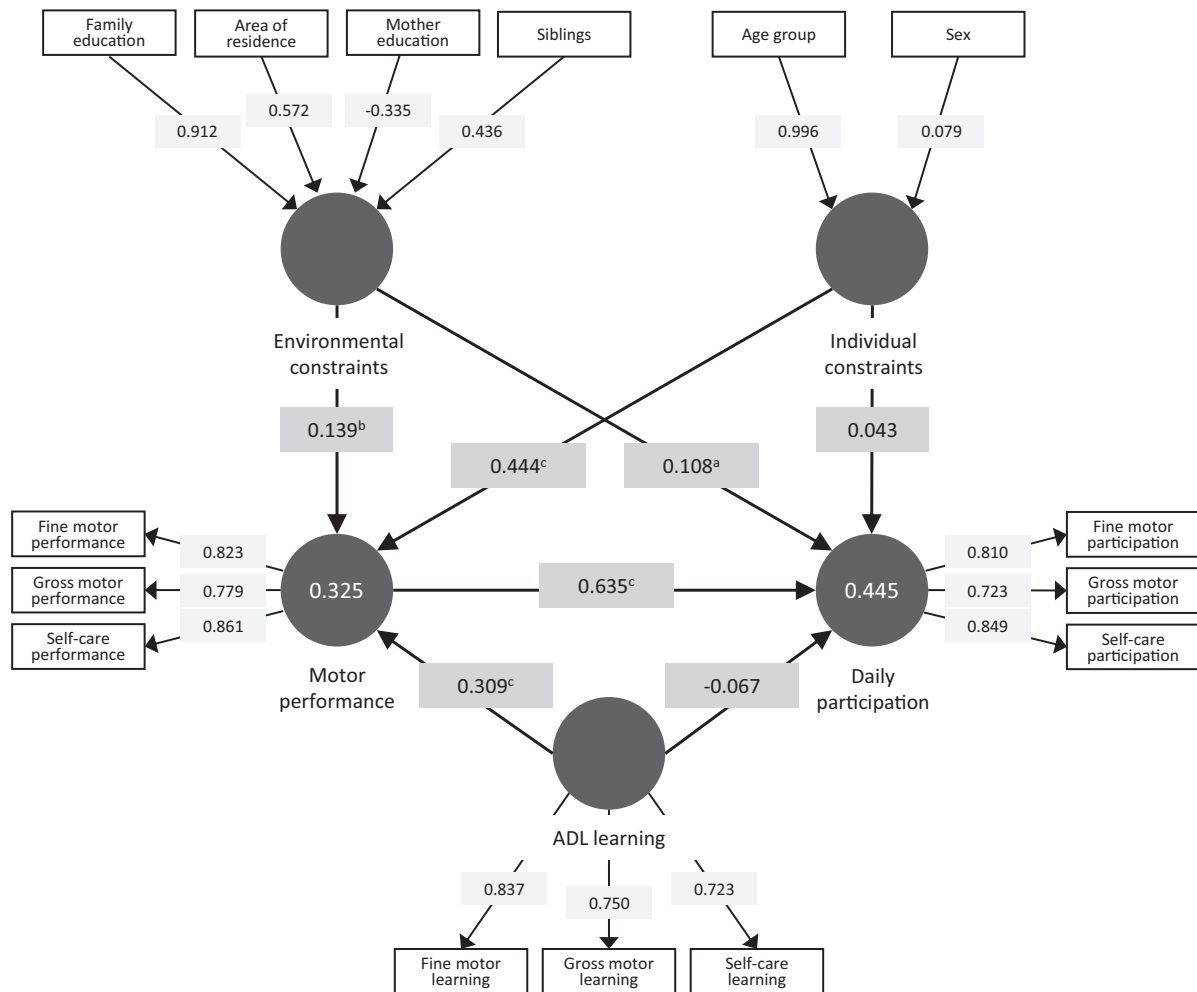 Family
education
Area of
residence
Mother
education
Siblings
Age group
Sex
0.912
0.572
-0.335
0.436
0.996
0.079
Environmental
constraints
Individual
constraints
0.139ᵇ
0.444ᶜ
0.108ᵃ
0.043
Fine motor
performance
Gross motor
performance
Self-care
performance
0.823
0.779
0.861
0.325
0.635ᶜ
0.445
0.810
0.723
0.849
Fine motor
participation
Gross motor
participation
Self-care
participation
Motor
performance
0.309ᶜ
-0.067
Daily
participation
ADL learning
0.837
0.750
0.723
Fine motor
learning
Gross motor
learning
Self-care
learning